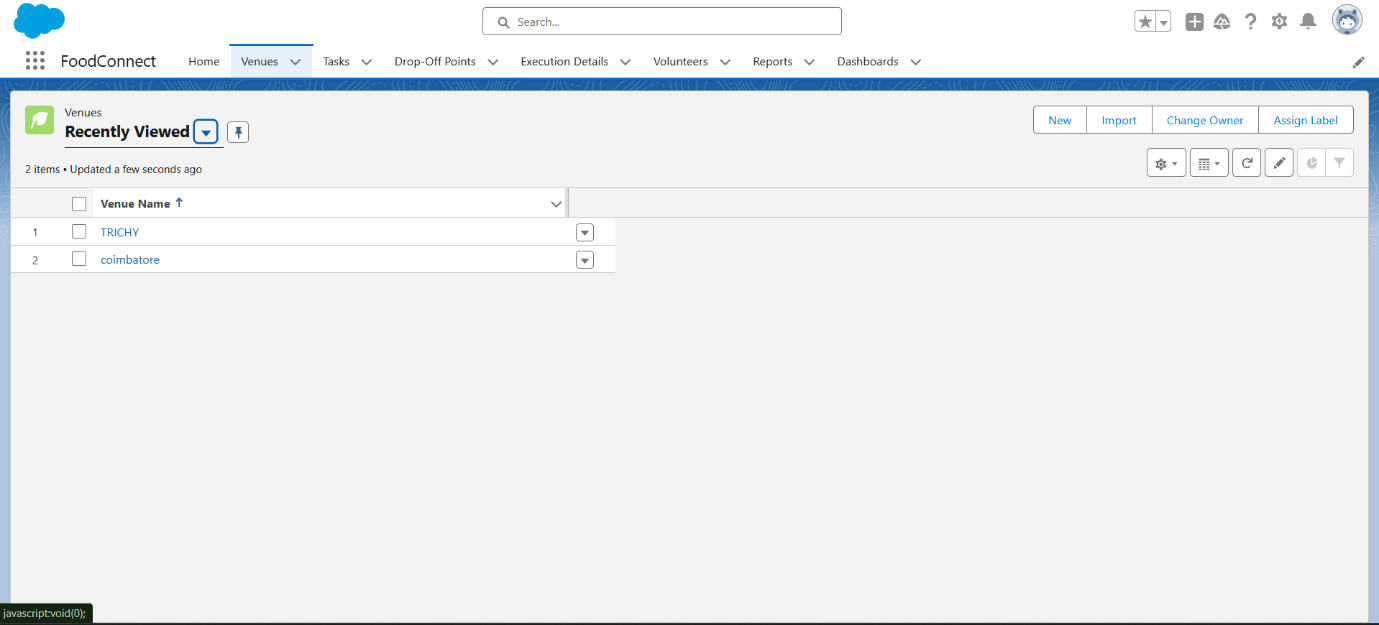 Search...
FoodConnect Home Venues Tasks Drop-Off Points Execution Details Volunteers Reports Dashboards
Venues
Recently Viewed
New Import Change Owner Assign Label
2 items • Updated a few seconds ago
Venue Name ↑
1 TRICHY
2 coimbatore
javascript:void(0);